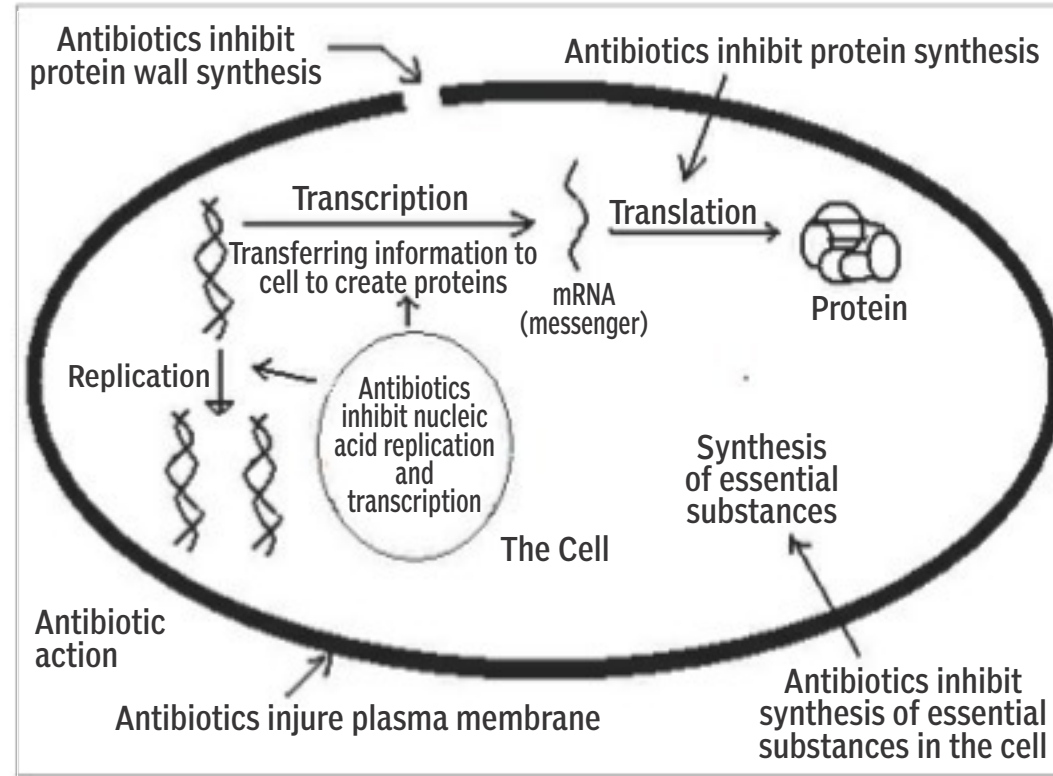 Antibiotics inhibit
protein wall synthesis
Antibiotics inhibit protein synthesis
Transcription
Transferring information to
cell to create proteins
mRNA
(messenger)
Translation
Protein
Replication
Antibiotics
inhibit nucleic
acid replication
and
transcription
Synthesis
of essential
substances
The Cell
Antibiotic
action
Antibiotics injure plasma membrane
Antibiotics inhibit
synthesis of essential
substances in the cell